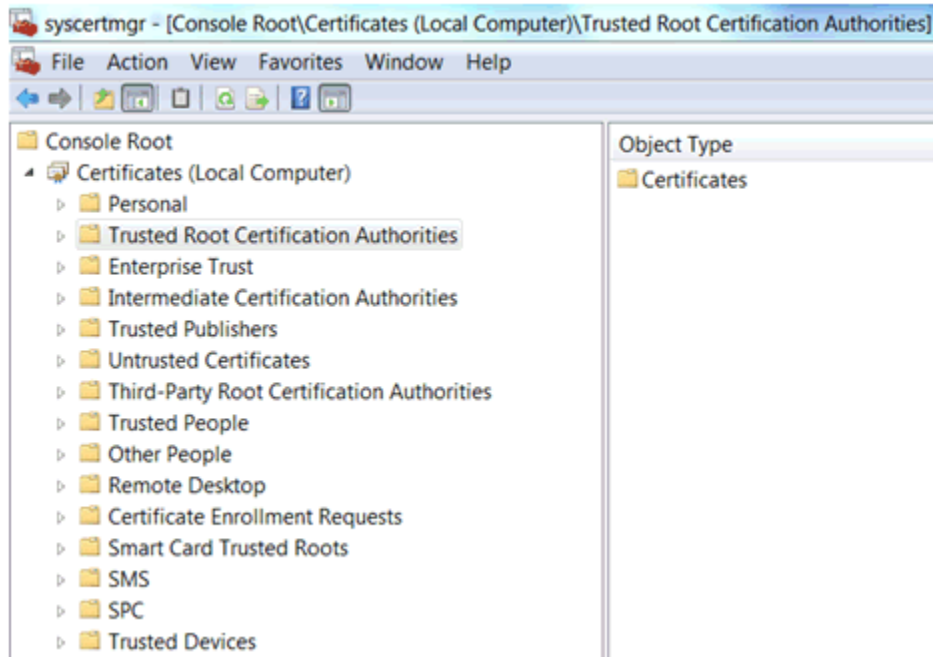 syscertmgr - [Console Root\Certificates (Local Computer)\Trusted Root Certification Authorities]
File Action View Favorites Window Help
Console Root
Certificates (Local Computer)
Personal
Trusted Root Certification Authorities
Enterprise Trust
Intermediate Certification Authorities
Trusted Publishers
Untrusted Certificates
Third-Party Root Certification Authorities
Trusted People
Other People
Remote Desktop
Certificate Enrollment Requests
Smart Card Trusted Roots
SMS
SPC
Trusted Devices
Object Type
Certificates